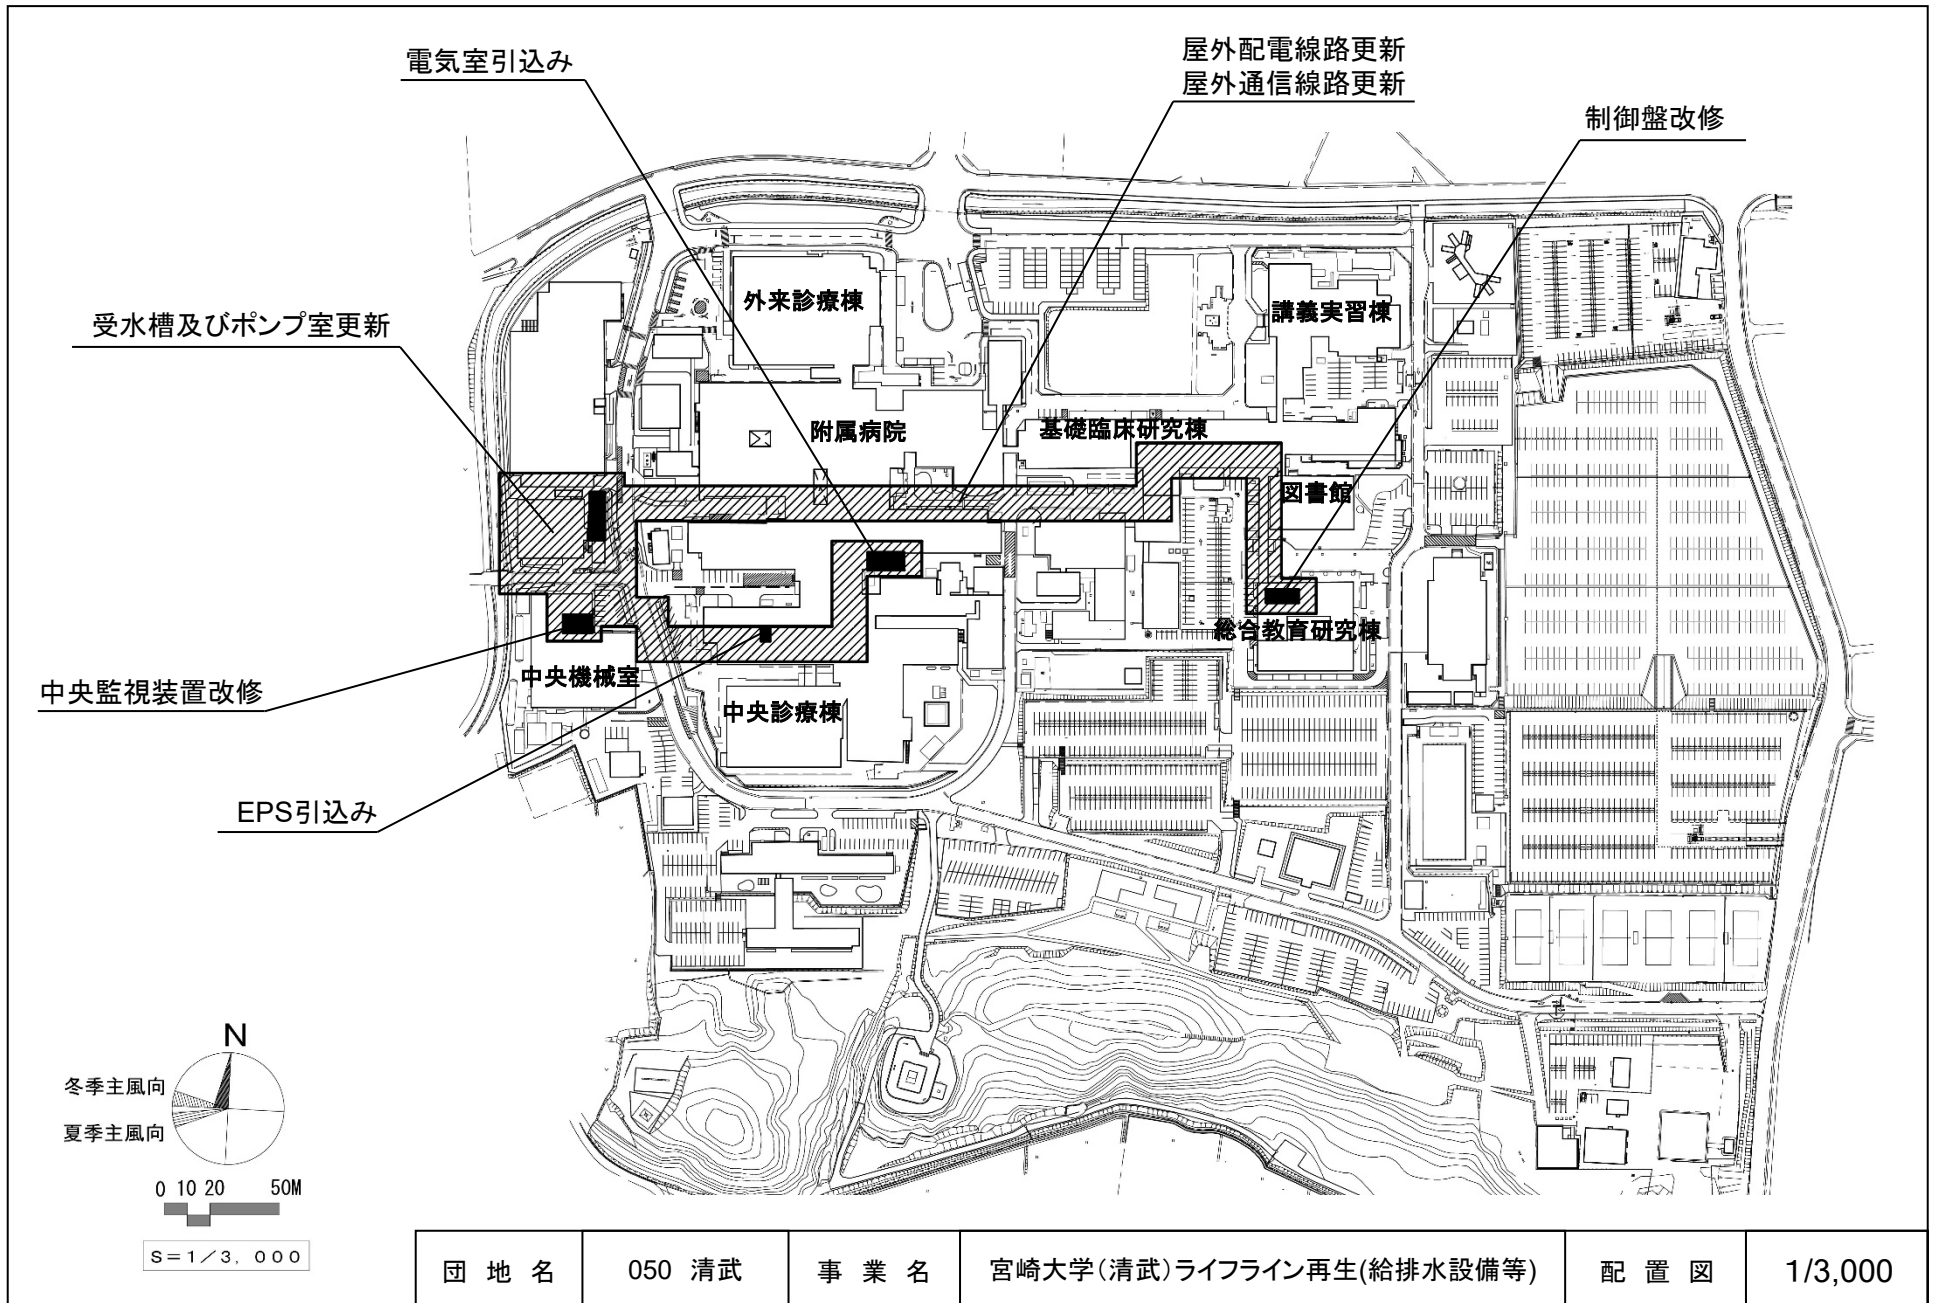 電気室引込み
屋外配電線路更新
屋外通信線路更新
制御盤改修
外来診療棟
講義実習棟
受水槽及びポンプ室更新
附属病院
基礎臨床研究棟
図書館
総合教育研究棟
中央機械室
中央監視装置改修
中央診療棟
EPS引込み
N
冬季主風向
夏季主風向
0 10 20 50M
S=1/3,000
団地名 050 清武 事業名 宮崎大学(清武)ライフライン再生(給排水設備等) 配置図 1/3,000